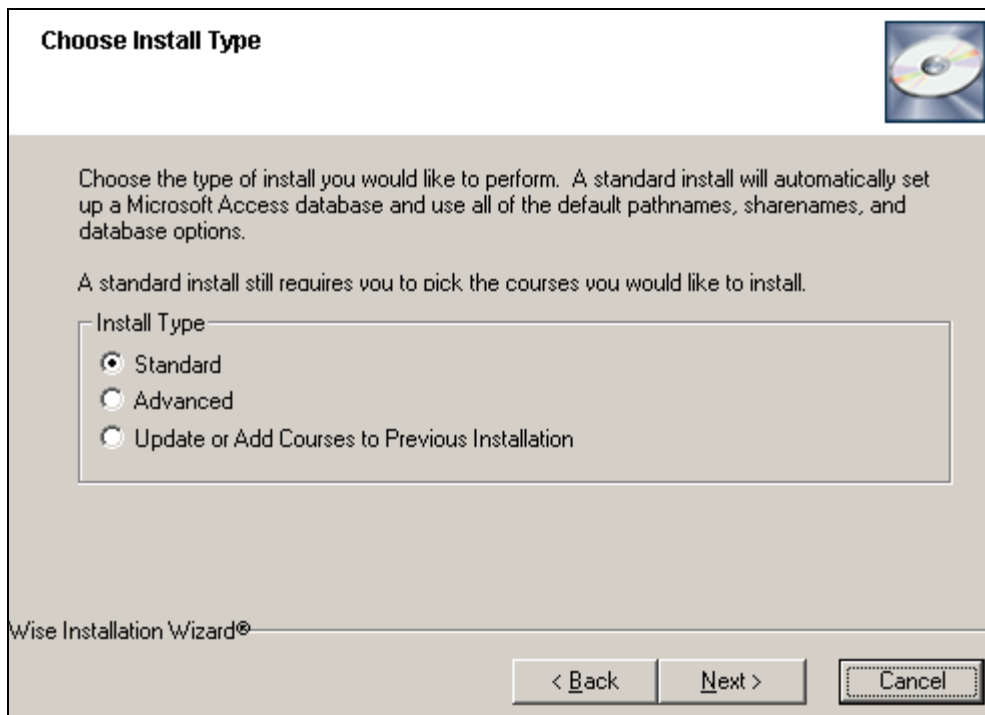 Choose Install Type
Choose the type of install you would like to perform. A standard install will automatically set
up a Microsoft Access database and use all of the default pathnames, sharenames, and
database options.
A standard install still requires you to pick the courses you would like to install.
Install Type
Standard
Advanced
Update or Add Courses to Previous Installation
Wise Installation Wizard®
< Back
Next >
Cancel